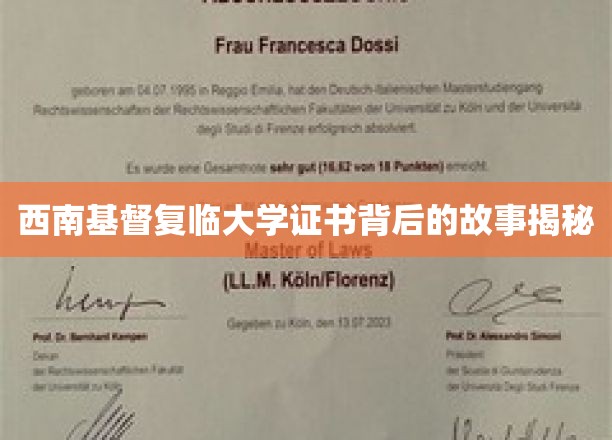 Frau Francesca Dossi
geboren am 04.07.1995 in Reggio Emilia, hat den Deutsch-Italienischen Masterstudiengang
Rechtswissenschaften der Rechtswissenschaftlichen Fakultäten der Universität zu Köln und der Università
degli Studi di Firenze erfolgreich absolviert.
Es wurde eine Gesamtnote sehr gut (16,62 von 18 Punkten) erreicht.
西南基督复临大学证书背后的故事揭秘
Master of Laws
(LL.M. Köln/Florenz)
Gegeben zu Köln, den 13.07.2023
Prof. Dr. Bernhard Kempen
Dekan
der Rechtswissenschaftlichen Fakultät
der Universität zu Köln
Prof. Dr. Alessandro Simoni
Präsident
der Scuola di Giurisprudenza
der Università Degli Studi Firenze